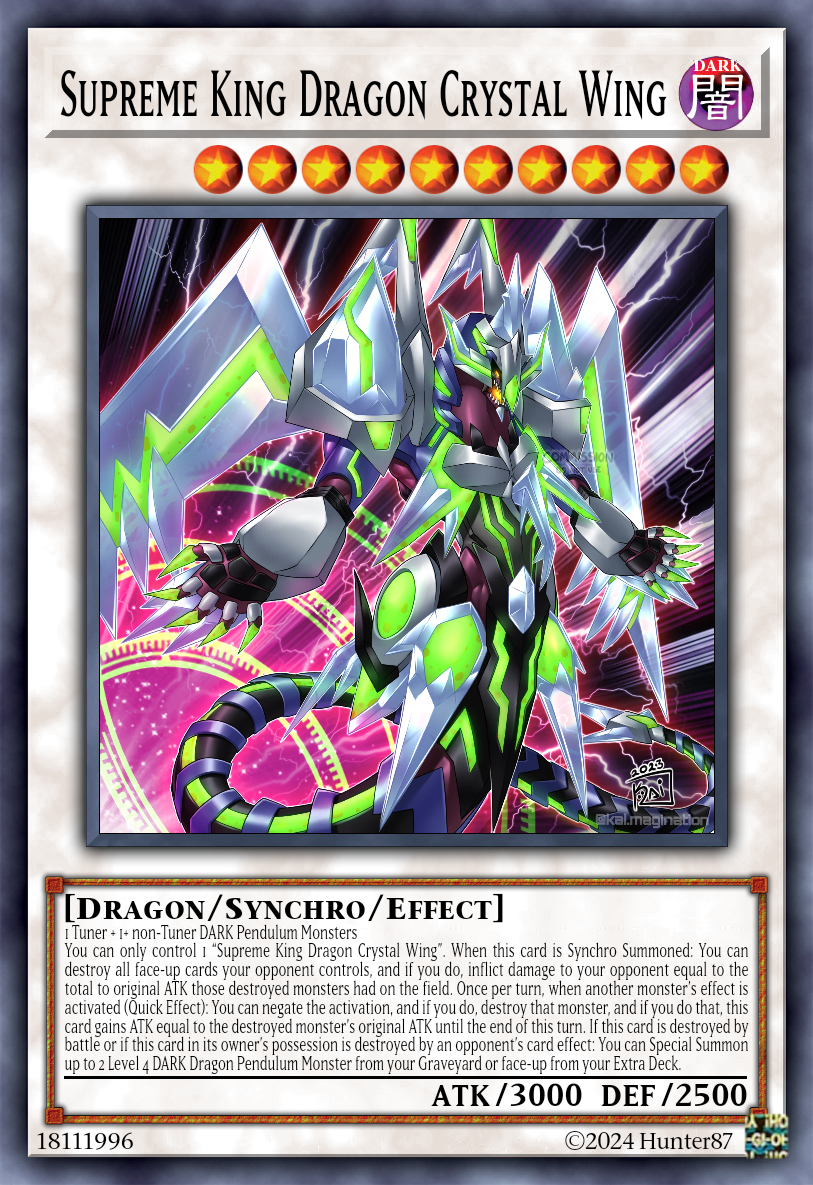 Supreme King Dragon Crystal Wing
DARK
闇
COMMISSION
2023
KAI
@kai.magination
[Dragon/Synchro/Effect]
1 Tuner + 1+ non-Tuner DARK Pendulum Monsters
You can only control 1 “Supreme King Dragon Crystal Wing”. When this card is Synchro Summoned: You can
destroy all face-up cards your opponent controls, and if you do, inflict damage to your opponent equal to the
total to original ATK those destroyed monsters had on the field. Once per turn, when another monster's effect is
activated (Quick Effect): You can negate the activation, and if you do, destroy that monster, and if you do that, this
card gains ATK equal to the destroyed monster's original ATK until the end of this turn. If this card is destroyed by
battle or if this card in its owner's possession is destroyed by an opponent's card effect: You can Special Summon
up to 2 Level 4 DARK Dragon Pendulum Monster from your Graveyard or face-up from your Extra Deck.
ATK/3000 DEF/2500
18111996
©2024 Hunter87